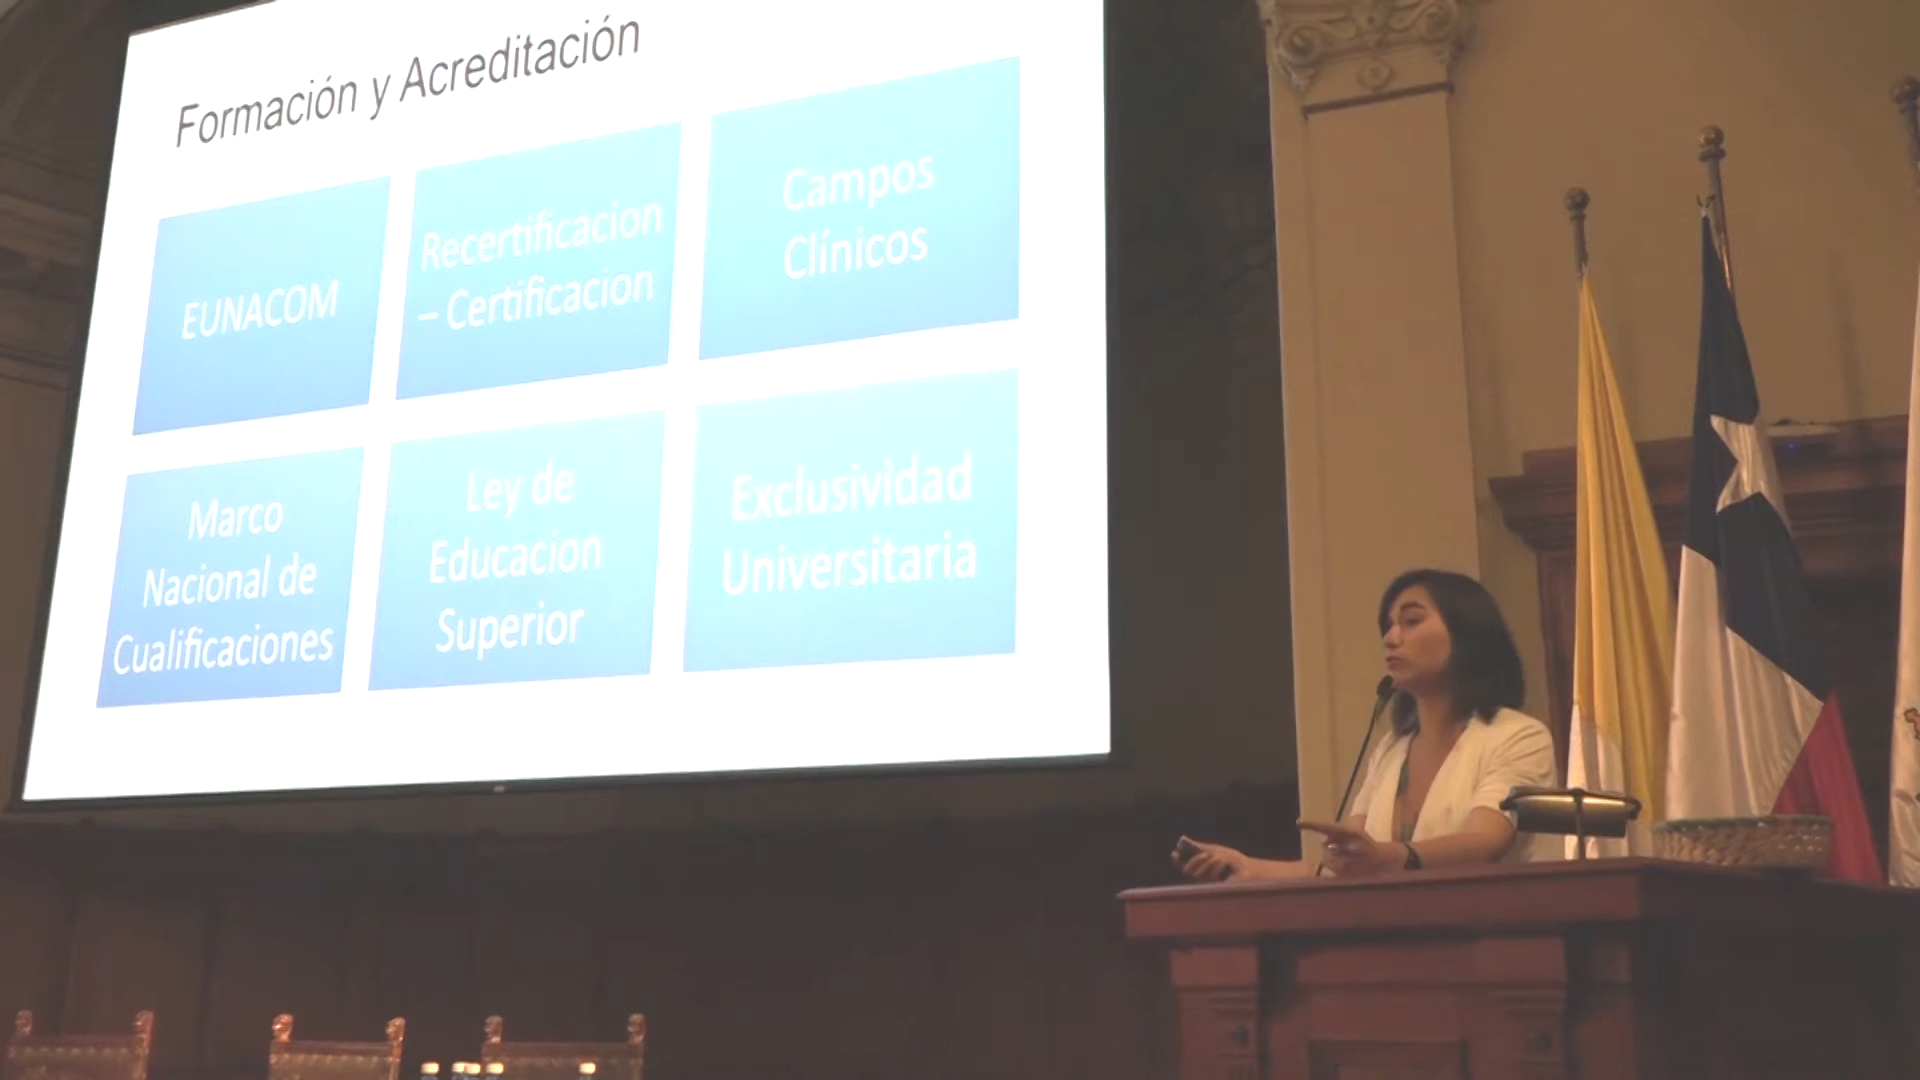 Formación y Acreditación
EUNACOM
Recertificacion
– Certificacion
Campos
Clínicos
Marco
Nacional de
Cualificaciones
Ley de
Educacion
Superior
Exclusividad
Universitaria